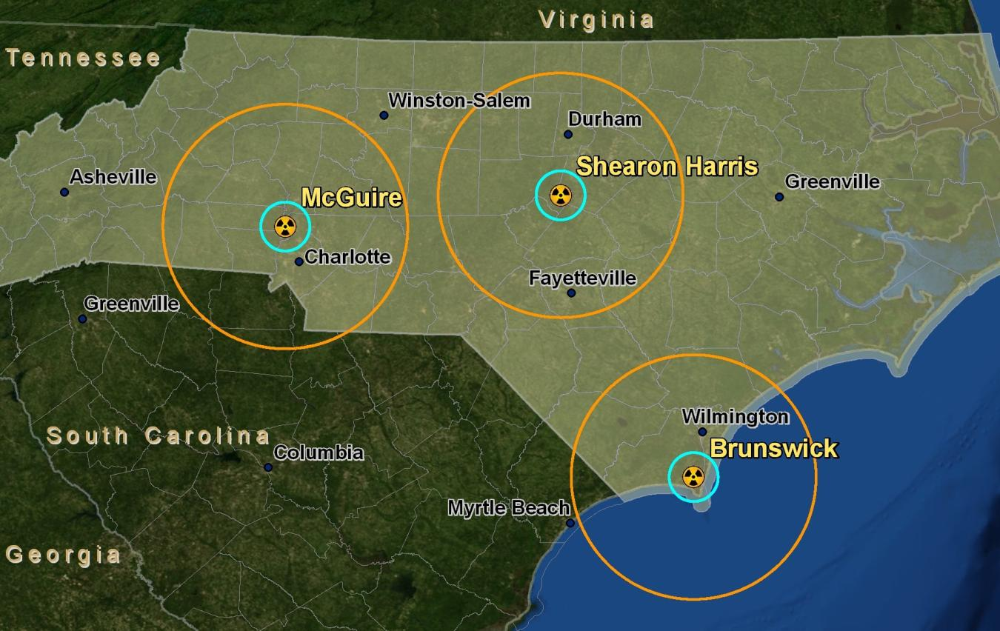 Virginia
Tennessee
Winston-Salem
Durham
Shearon Harris
Asheville
Greenville
McGuire
Charlotte
Fayetteville
Greenville
Wilmington
South Carolina
Brunswick
Columbia
Myrtle Beach
Georgia